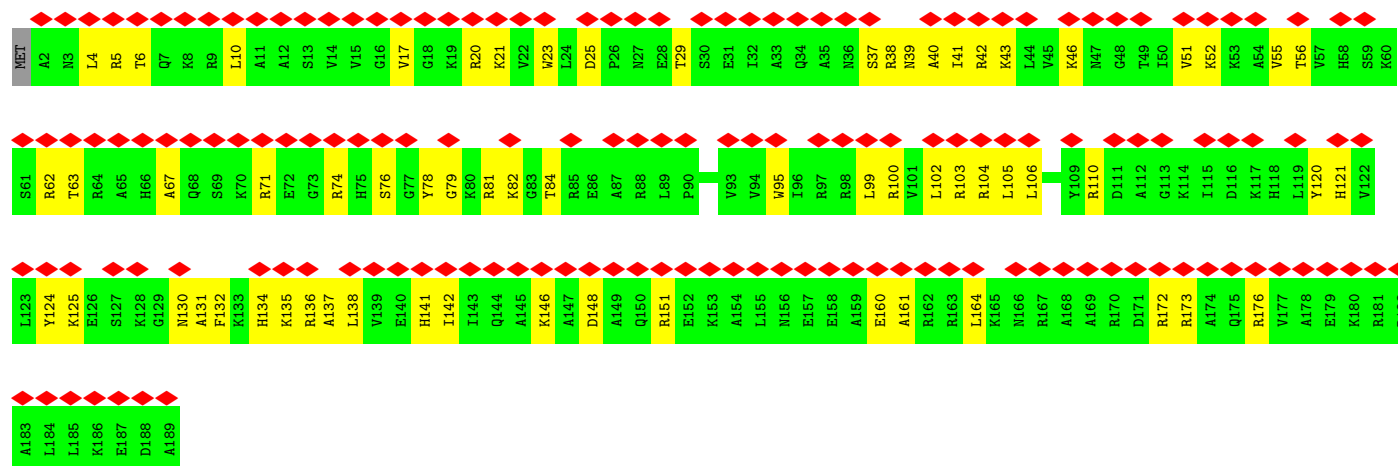 MET A2 N3 L4 R5 T6 Q7 K8 R9 L10 A11 A12 S13 V14 V15 G16 V17 G18 K19 R20 K21 V22 W23 L24 D25 P26 N27 E28 T29 S30 E31 I32 A33 Q34 A35 N36 S37 R38 N39 A40 I41 R42 K43 L44 V45 K46 N47 G48 T49 I50 V51 K52 K53 A54 V55 T56 V57 H58 S59 K60
S61 R62 T63 R64 A65 H66 A67 Q68 S69 K70 R71 E72 G73 R74 H75 S76 G77 Y78 G79 K80 R81 K82 G83 T84 R85 E86 A87 R88 L89 P90 V93 V94 W95 I96 R97 R98 L99 R100 V101 L102 R103 R104 L105 L106 Y109 R110 D111 A112 G113 K114 I115 D116 K117 H118 L119 Y120 H121 V122
L123 Y124 K125 E126 S127 K128 G129 N130 A131 F132 K133 H134 K135 R136 A137 L138 V139 E140 H141 I142 I143 Q144 A145 K146 A147 D148 A149 Q150 R151 E152 K153 A154 L155 N156 E157 E158 A159 E160 A161 R162 R163 L164 K165 N166 R167 A168 A169 R170 D171 R172 R173 A174 Q175 R176 V177 A178 E179 K180 R181
A183 L184 L185 K186 E187 D188 A189